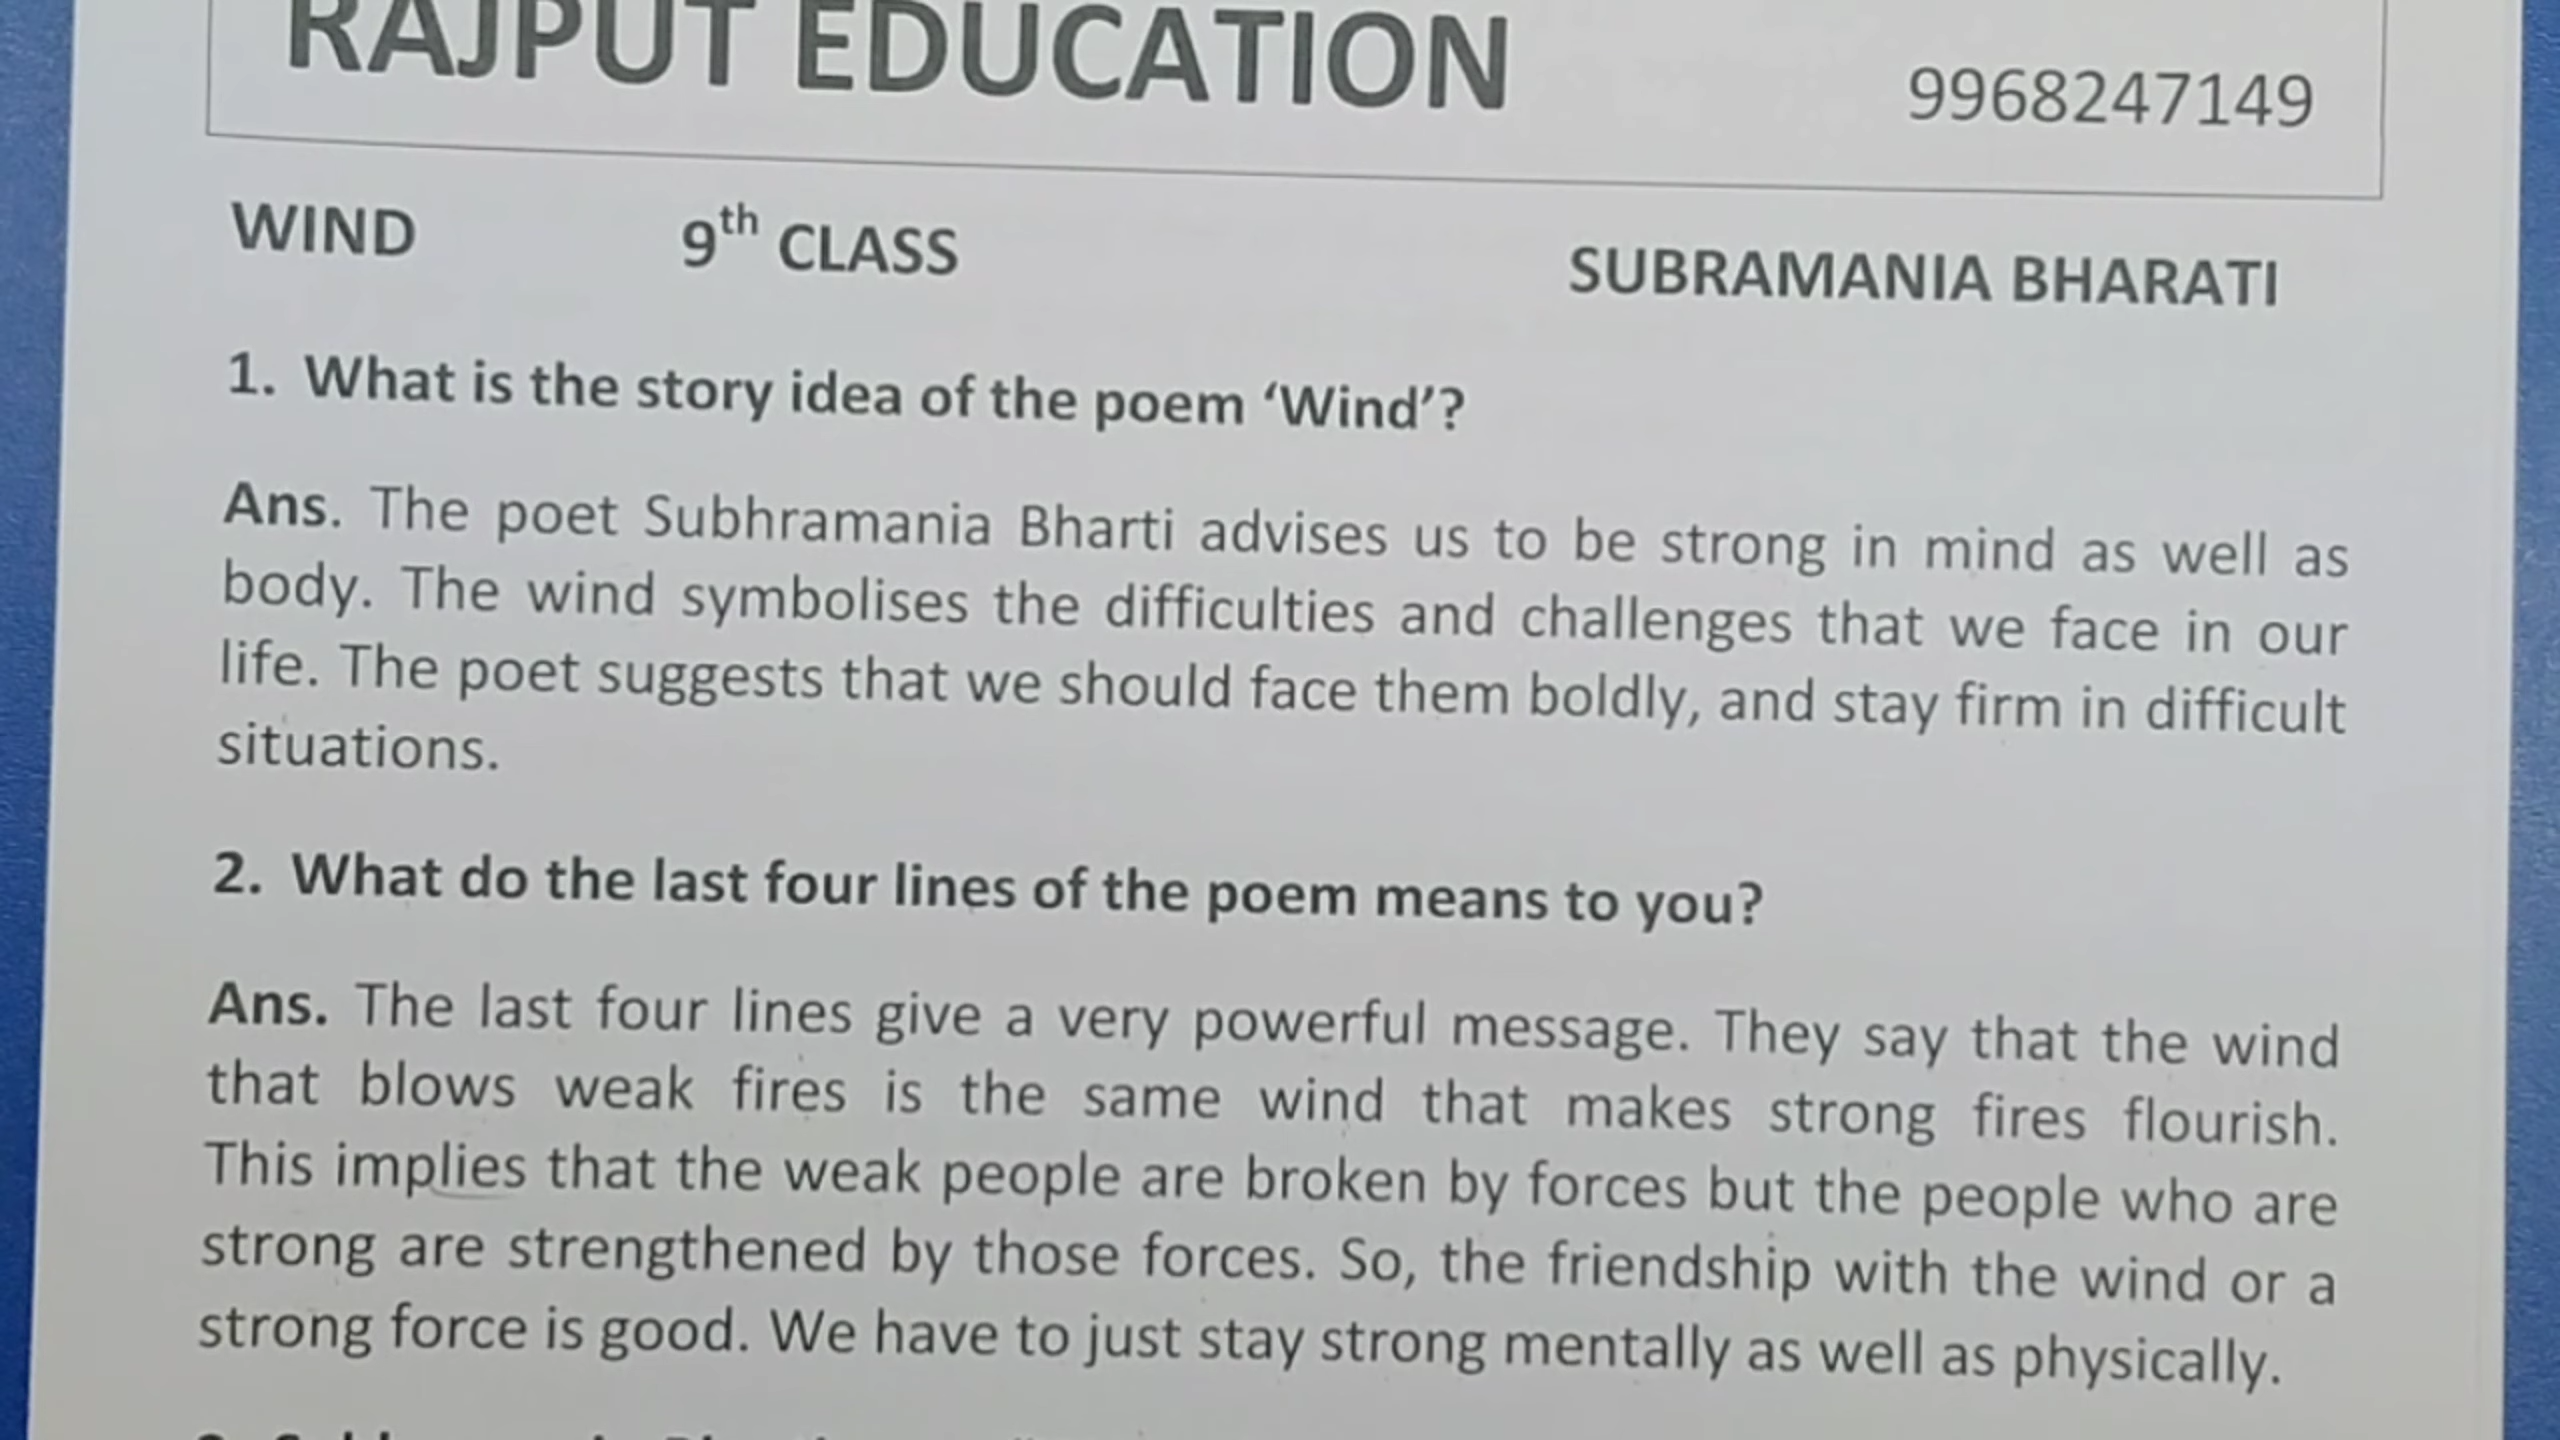 RAJPUT EDUCATION
9968247149
WIND 9th CLASS SUBRAMANIA BHARATI
1. What is the story idea of the poem ‘Wind’?
Ans. The poet Subhramania Bharti advises us to be strong in mind as well as
body. The wind symbolises the difficulties and challenges that we face in our
life. The poet suggests that we should face them boldly, and stay firm in difficult
situations.
2. What do the last four lines of the poem means to you?
Ans. The last four lines give a very powerful message. They say that the wind
that blows weak fires is the same wind that makes strong fires flourish.
This implies that the weak people are broken by forces but the people who are
strong are strengthened by those forces. So, the friendship with the wind or a
strong force is good. We have to just stay strong mentally as well as physically.